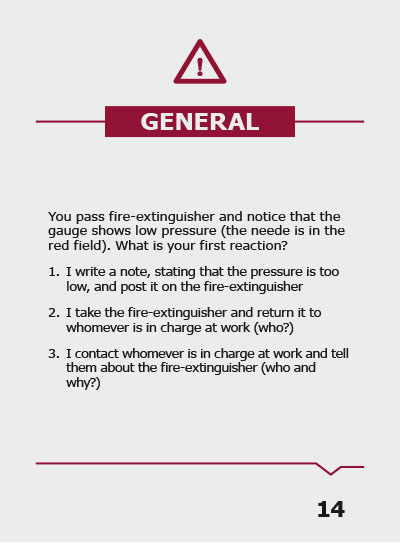 GENERAL
You pass fire-extinguisher and notice that the
gauge shows low pressure (the neede is in the
red field). What is your first reaction?
1. I write a note, stating that the pressure is too
low, and post it on the fire-extinguisher
2. I take the fire-extinguisher and return it to
whomever is in charge at work (who?)
3. I contact whomever is in charge at work and tell
them about the fire-extinguisher (who and
why?)
14